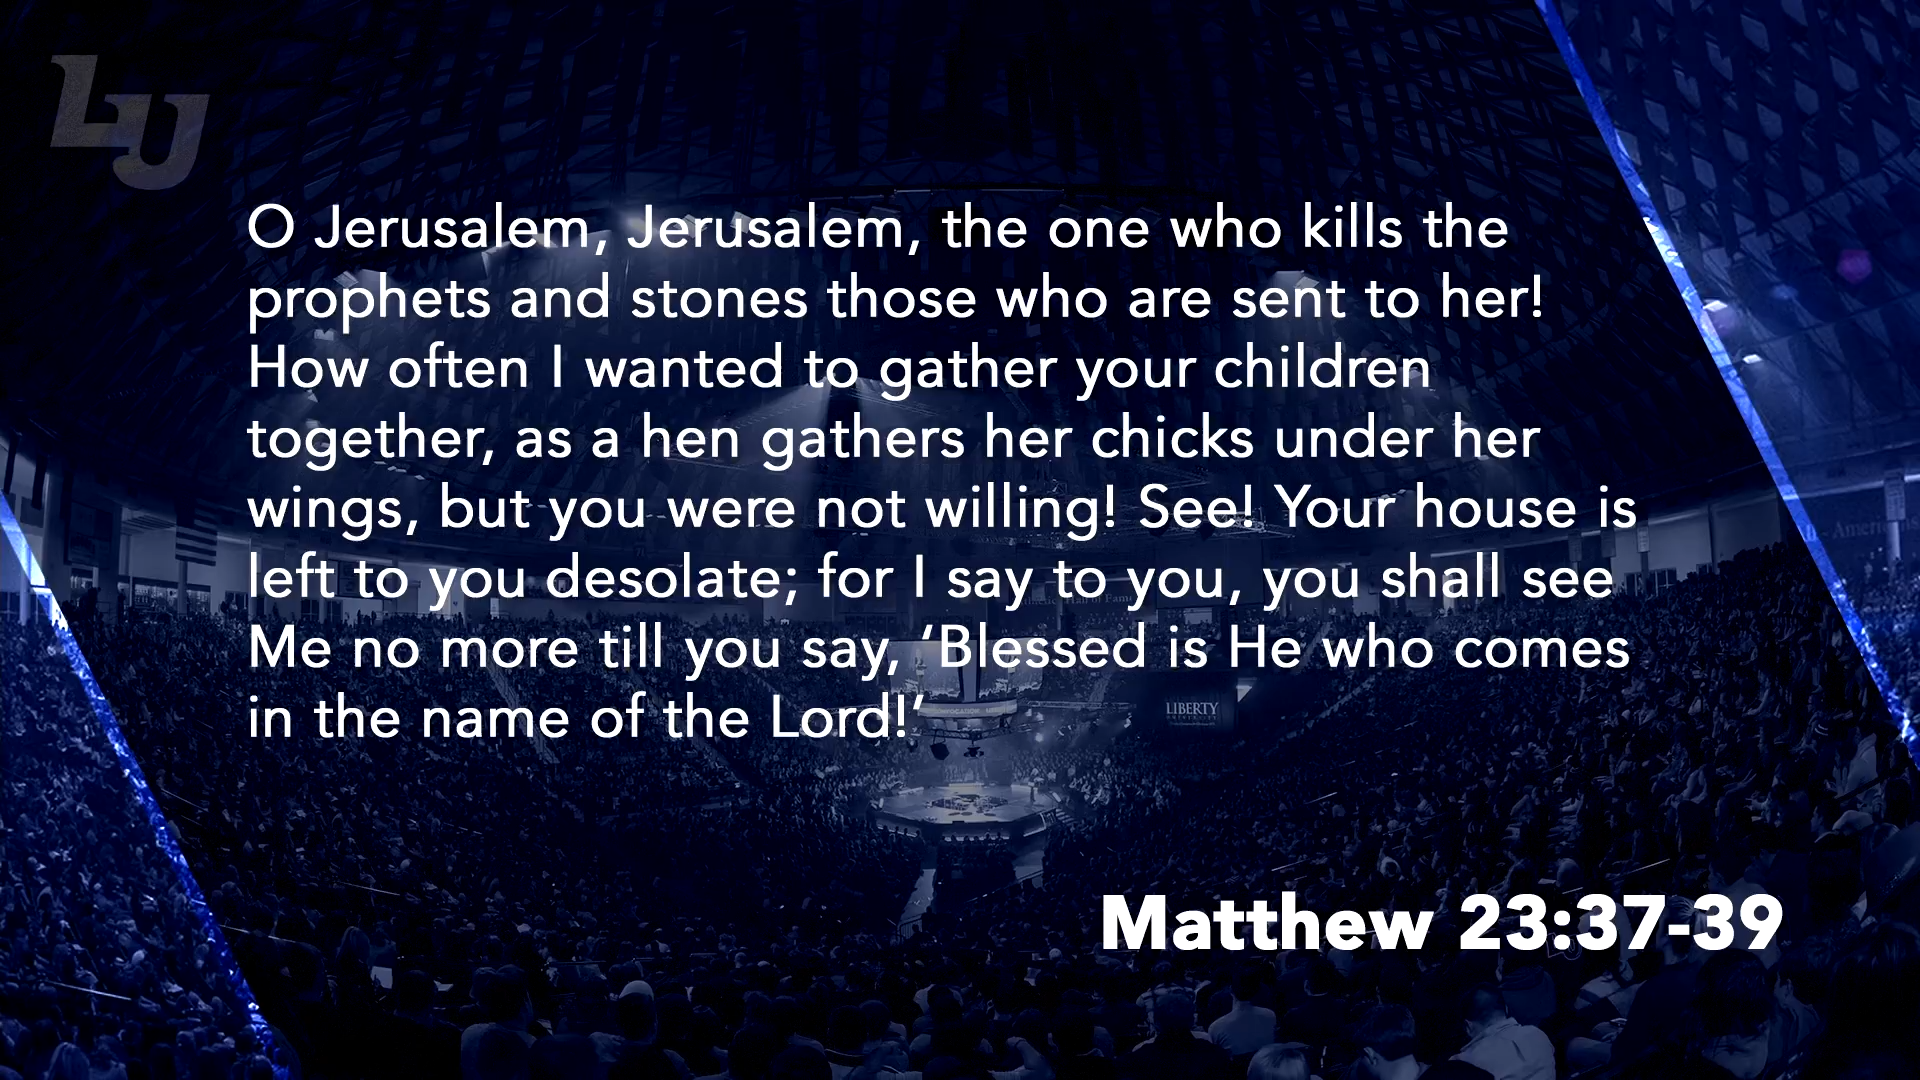 LU
O Jerusalem, Jerusalem, the one who kills the
prophets and stones those who are sent to her!
How often I wanted to gather your children
together, as a hen gathers her chicks under her
wings, but you were not willing! See! Your house is
left to you desolate; for I say to you, you shall see
Me no more till you say, ‘Blessed is He who comes
in the name of the Lord!’
LIBERTY
Matthew 23:37-39